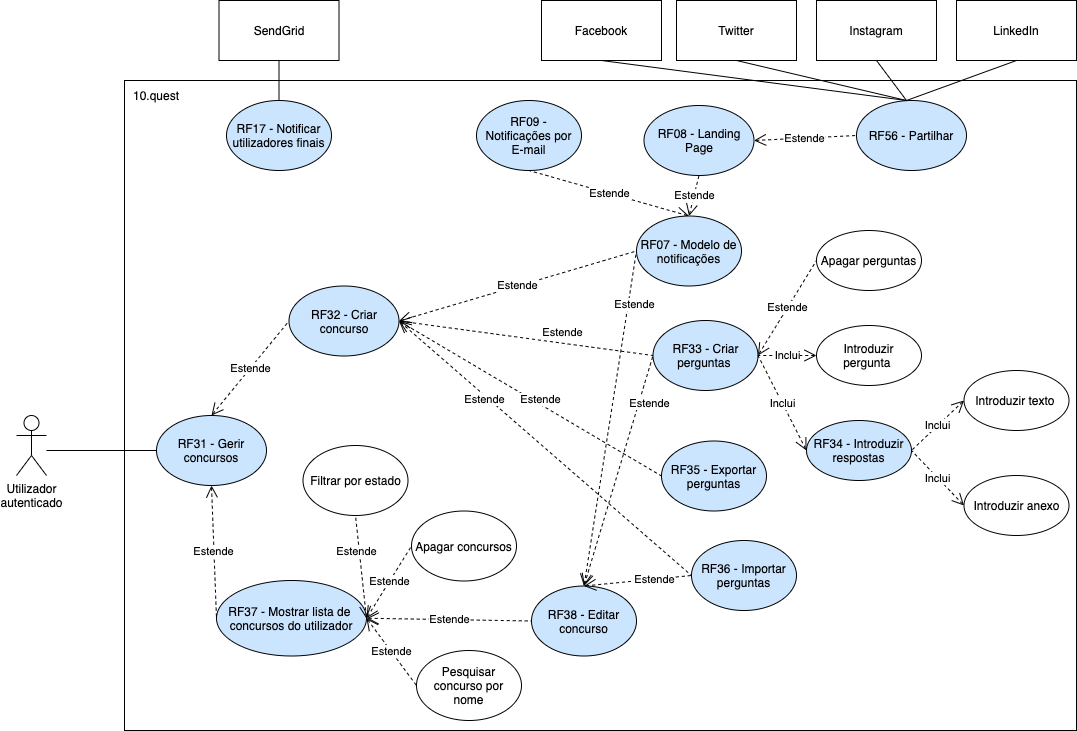 SendGrid
Facebook
Twitter
Instagram
LinkedIn
10.quest
RF17 - Notificar
utilizadores finais
RF09 -
Notificações por
E-mail
RF08 - Landing
Page
Estende
RF56 - Partilhar
Estende
Estende
RF07 - Modelo de
notificações
Apagar perguntas
Estende
Estende
Estende
RF32 - Criar
concurso
Estende
RF33 - Criar
perguntas
Inclui
Introduzir
pergunta
Estende
Estende
Estende
Estende
Inclui
Introduzir texto
Inclui
RF31 - Gerir
concursos
RF34 - Introduzir
respostas
Utilizador
autenticado
Filtrar por estado
RF35 - Exportar
perguntas
Inclui
Introduzir anexo
Estende
Estende
Apagar concursos
Estende
Estende
RF36 - Importar
perguntas
RF37 - Mostrar lista de
concursos do utilizador
Estende
RF38 - Editar
concurso
Estende
Pesquisar
concurso por
nome